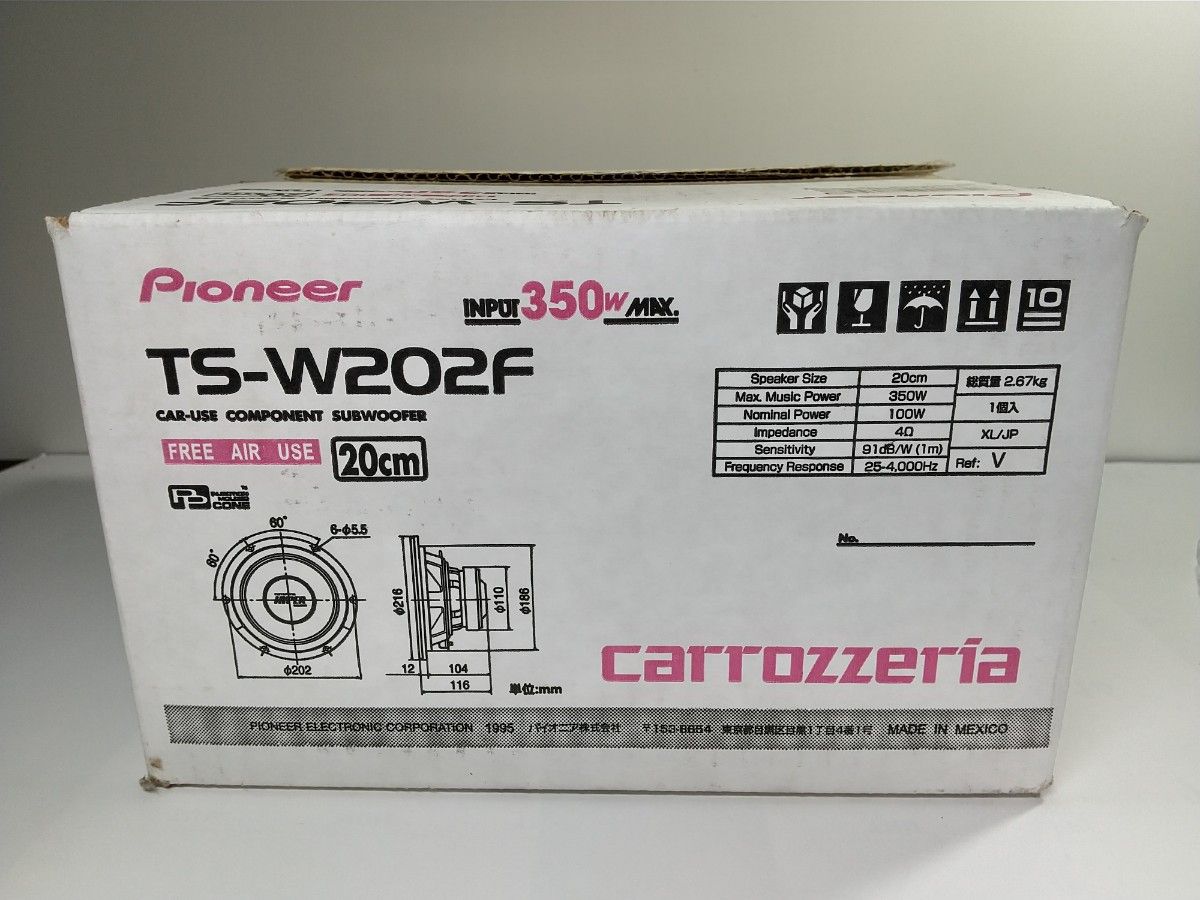 Pioneer
INPUT 350W MAX.
10
TS-W202F
CAR-USE COMPONENT SUBWOOFER
FREE AIR USE
20cm
INJECTION
MOLDED
CONE
Speaker Size 20cm
Max. Music Power 350W
Nominal Power 100W
Impedance 4Ω
Sensitivity 91dB/W (1m)
Frequency Response 25-4,000Hz
総質量 2.67kg
1個入
XL/JP
Ref: V
No.
60°
60°
6-φ5.5
φ202
φ216
φ110
φ186
12
104
116
単位:mm
carrozzeria
PIONEER ELECTRONIC CORPORATION 1995 パイオニア株式会社 〒153-8654 東京都目黒区目黒1丁目4番1号 MADE IN MEXICO